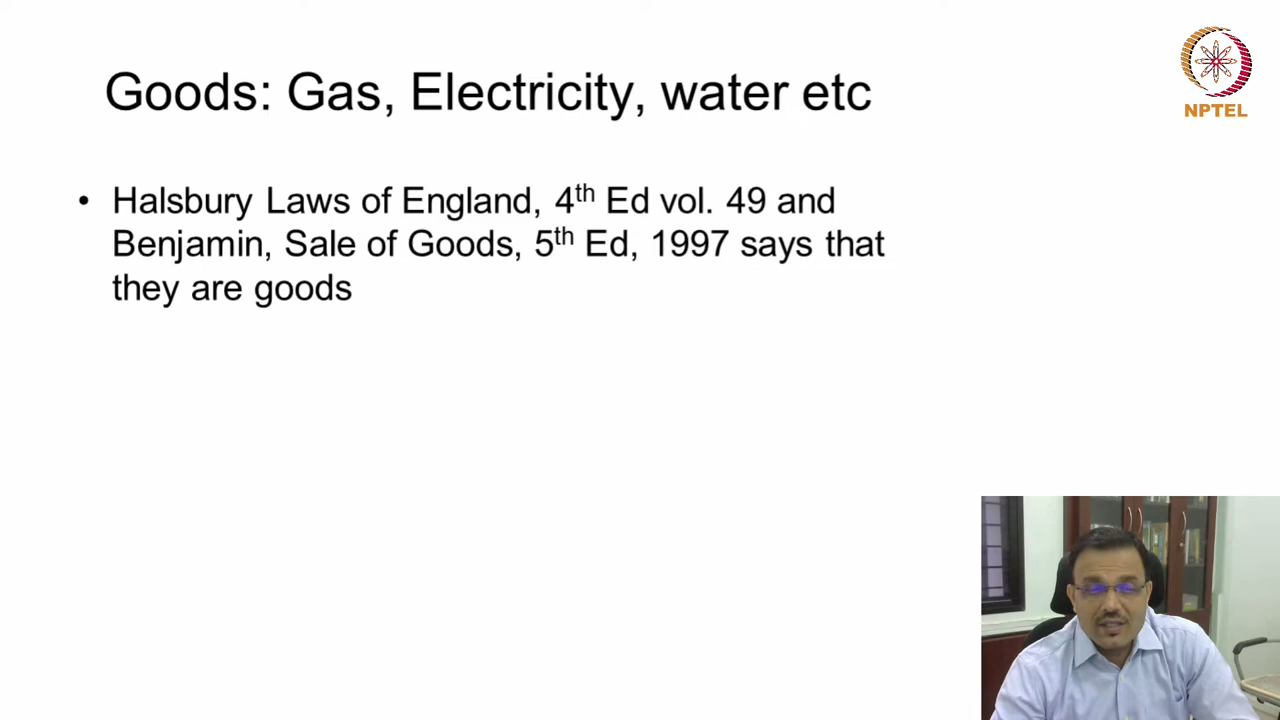 Goods: Gas, Electricity, water etc
NPTEL
• Halsbury Laws of England, 4th Ed vol. 49 and
Benjamin, Sale of Goods, 5th Ed, 1997 says that
they are goods